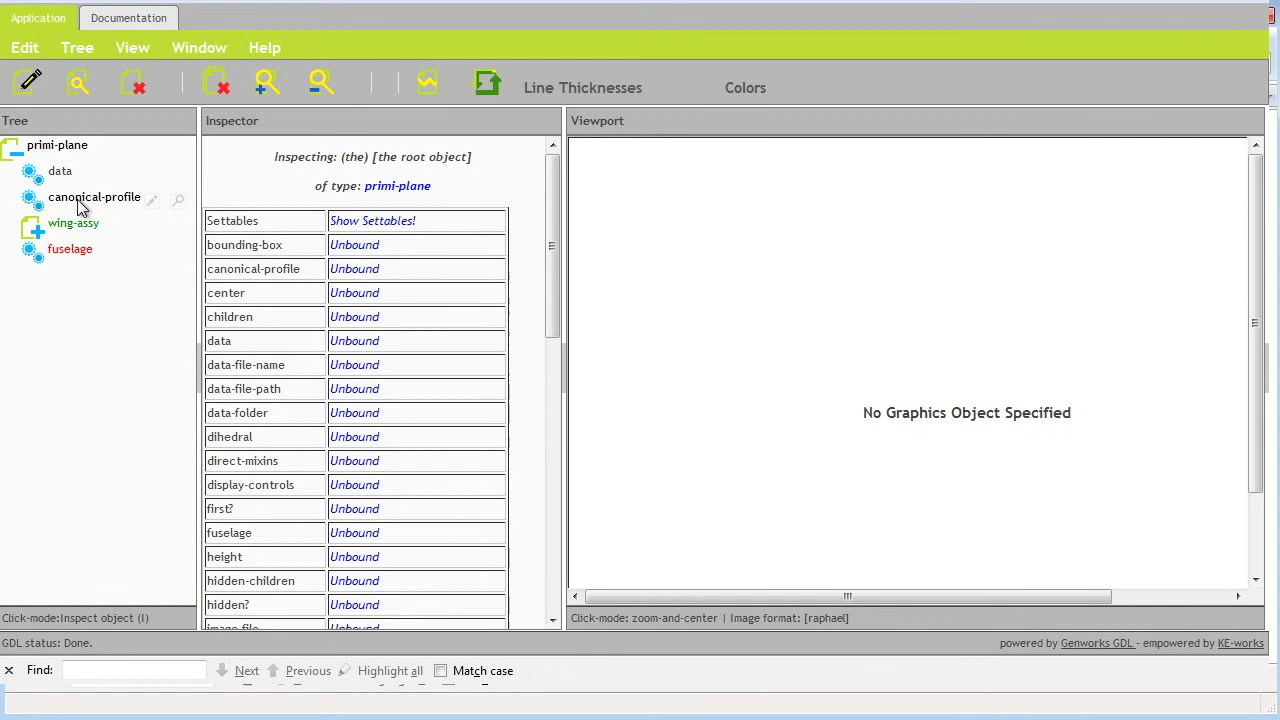 Application
Documentation
Edit
Tree
View
Window
Help
Line Thicknesses
Colors
Tree
primi-plane
data
canonical-profile
wing-assy
fuselage
Click-mode:Inspect object (I)
Inspector
Inspecting: (the) [the root object]
of type: primi-plane
Settables Show Settables!
bounding-box Unbound
canonical-profile Unbound
center Unbound
children Unbound
data Unbound
data-file-name Unbound
data-file-path Unbound
data-folder Unbound
dihedral Unbound
direct-mixins Unbound
display-controls Unbound
first? Unbound
fuselage Unbound
height Unbound
hidden-children Unbound
hidden? Unbound
image-file Unbound
Viewport
No Graphics Object Specified
Click-mode: zoom-and-center | Image format: [raphael]
GDL status: Done.
powered by Genworks GDL - empowered by KE-works
Find:
Next
Previous
Highlight all
Match case